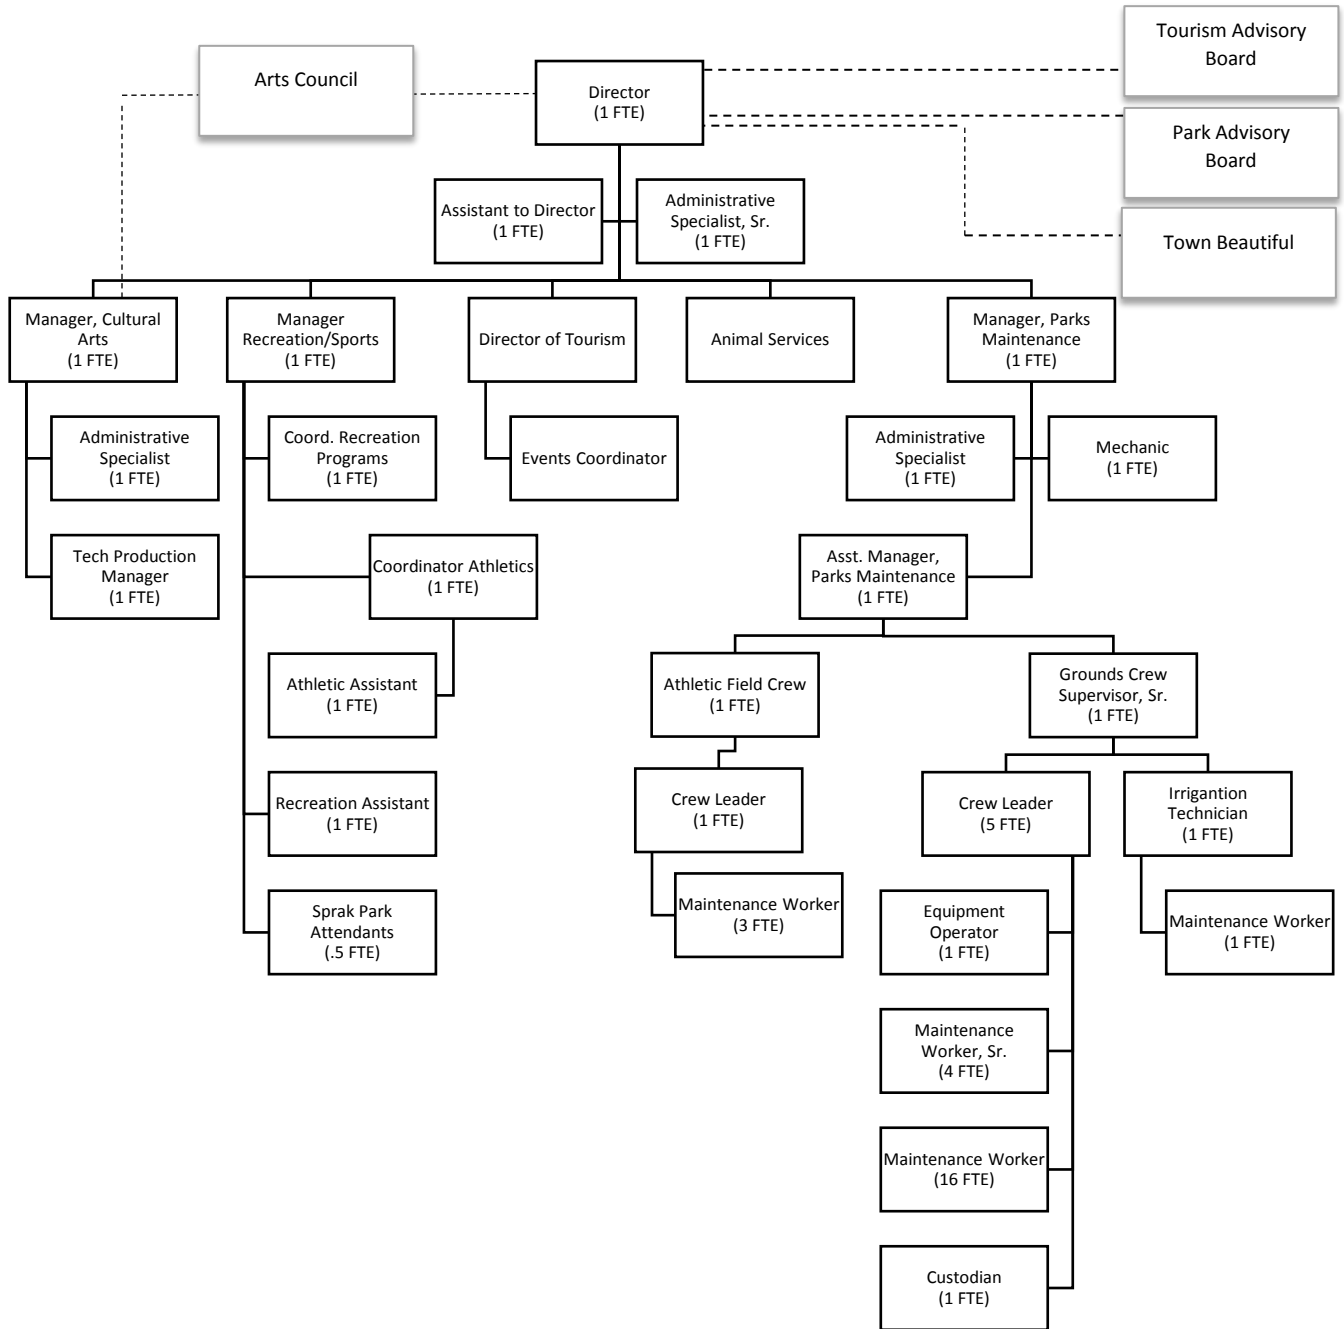 Tourism Advisory
Board
Arts Council
Director
(1 FTE)
Park Advisory
Board
Assistant to Director
(1 FTE)
Administrative
Specialist, Sr.
(1 FTE)
Town Beautiful
Manager, Cultural
Arts
(1 FTE)
Manager
Recreation/Sports
(1 FTE)
Director of Tourism
Animal Services
Manager, Parks
Maintenance
(1 FTE)
Administrative
Specialist
(1 FTE)
Coord. Recreation
Programs
(1 FTE)
Events Coordinator
Administrative
Specialist
(1 FTE)
Mechanic
(1 FTE)
Tech Production
Manager
(1 FTE)
Coordinator Athletics
(1 FTE)
Asst. Manager,
Parks Maintenance
(1 FTE)
Athletic Assistant
(1 FTE)
Athletic Field Crew
(1 FTE)
Grounds Crew
Supervisor, Sr.
(1 FTE)
Recreation Assistant
(1 FTE)
Crew Leader
(1 FTE)
Crew Leader
(5 FTE)
Irrigantion
Technician
(1 FTE)
Sprak Park
Attendants
(.5 FTE)
Maintenance Worker
(3 FTE)
Equipment
Operator
(1 FTE)
Maintenance Worker
(1 FTE)
Maintenance
Worker, Sr.
(4 FTE)
Maintenance Worker
(16 FTE)
Custodian
(1 FTE)